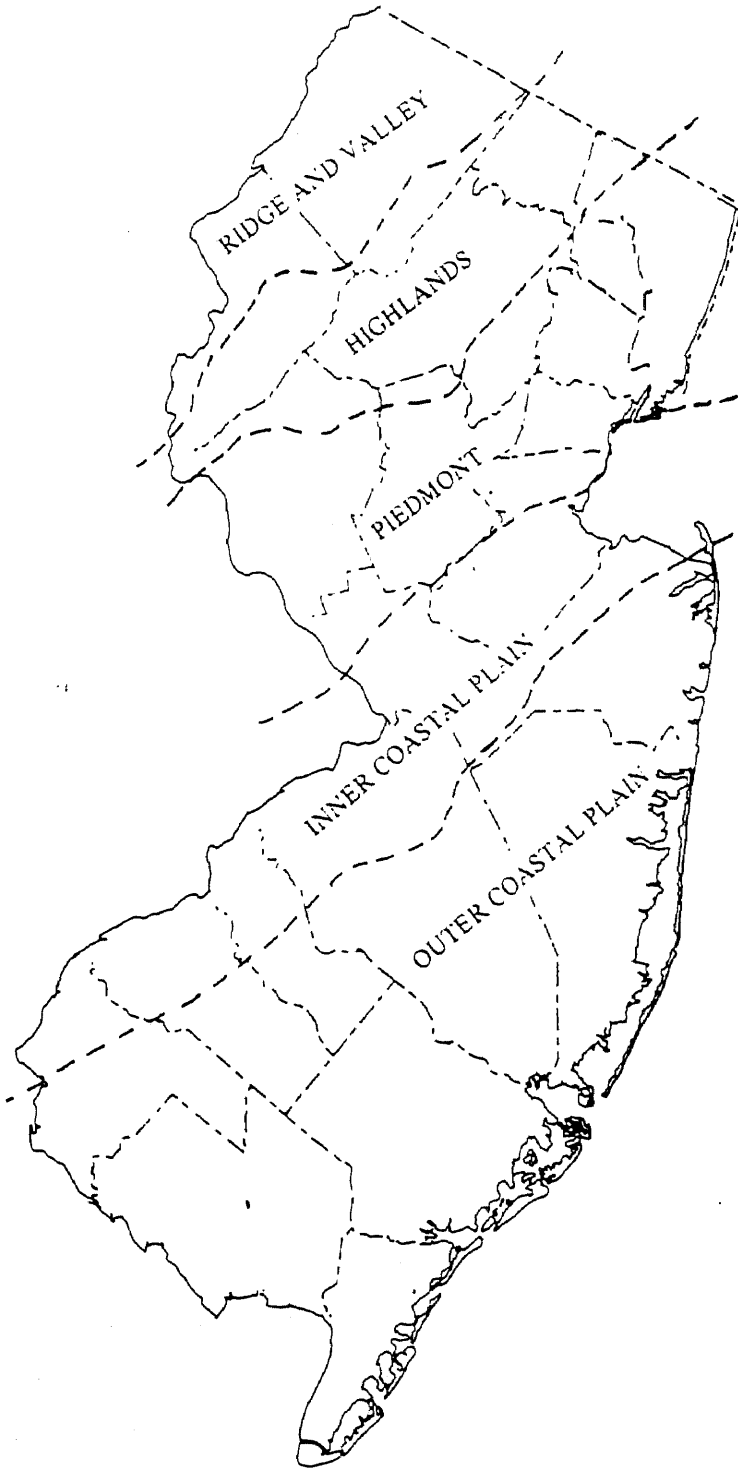 RIDGE AND VALLEY
HIGHLANDS
PIEDMONT
INNER COASTAL PLAIN
OUTER COASTAL PLAIN